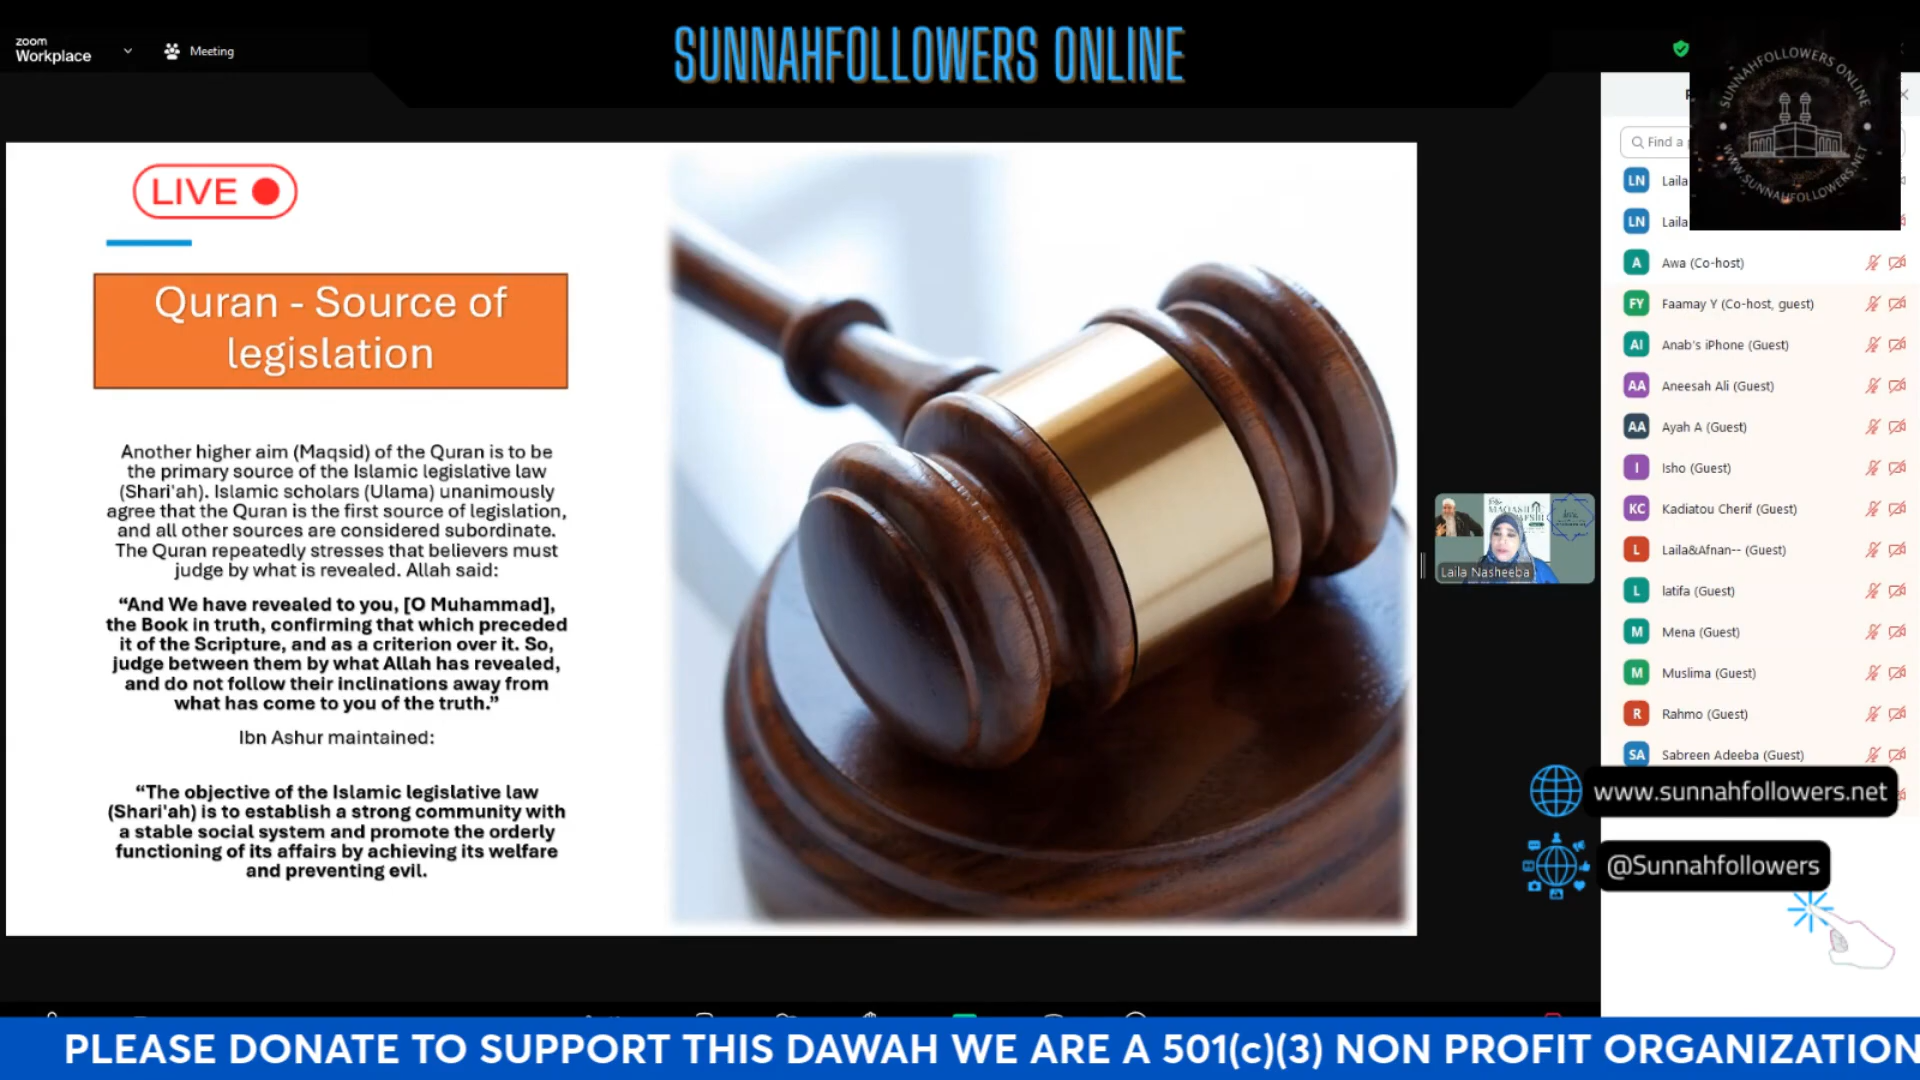 zoom
Workplace
Meeting
SUNNAHFOLLOWERS ONLINE
LIVE
Quran - Source of
legislation
Another higher aim (Maqsid) of the Quran is to be
the primary source of the Islamic legislative law
(Shari'ah). Islamic scholars (Ulama) unanimously
agree that the Quran is the first source of legislation,
and all other sources are considered subordinate.
The Quran repeatedly stresses that believers must
judge by what is revealed. Allah said:
“And We have revealed to you, [O Muhammad],
the Book in truth, confirming that which preceded
it of the Scripture, and as a criterion over it. So,
judge between them by what Allah has revealed,
and do not follow their inclinations away from
what has come to you of the truth.”
Ibn Ashur maintained:
“The objective of the Islamic legislative law
(Shari'ah) is to establish a strong community with
a stable social system and promote the orderly
functioning of its affairs by achieving its welfare
and preventing evil.
Laila Nasheeba
SUNNAHFOLLOWERS ONLINE
WWW.SUNNAHFOLLOWERS.NET
Find a
LN Laila
LN Laila
A Awa (Co-host)
FY Faamay Y (Co-host, guest)
AI Anab's iPhone (Guest)
AA Aneesah Ali (Guest)
AA Ayah A (Guest)
I Isho (Guest)
KC Kadiatou Cherif (Guest)
L Laila&Afnan-- (Guest)
L latifa (Guest)
M Mena (Guest)
M Muslima (Guest)
R Rahmo (Guest)
SA Sabreen Adeeba (Guest)
www.sunnahfollowers.net
@Sunnahfollowers
PLEASE DONATE TO SUPPORT THIS DAWAH WE ARE A 501(c)(3) NON PROFIT ORGANIZATION